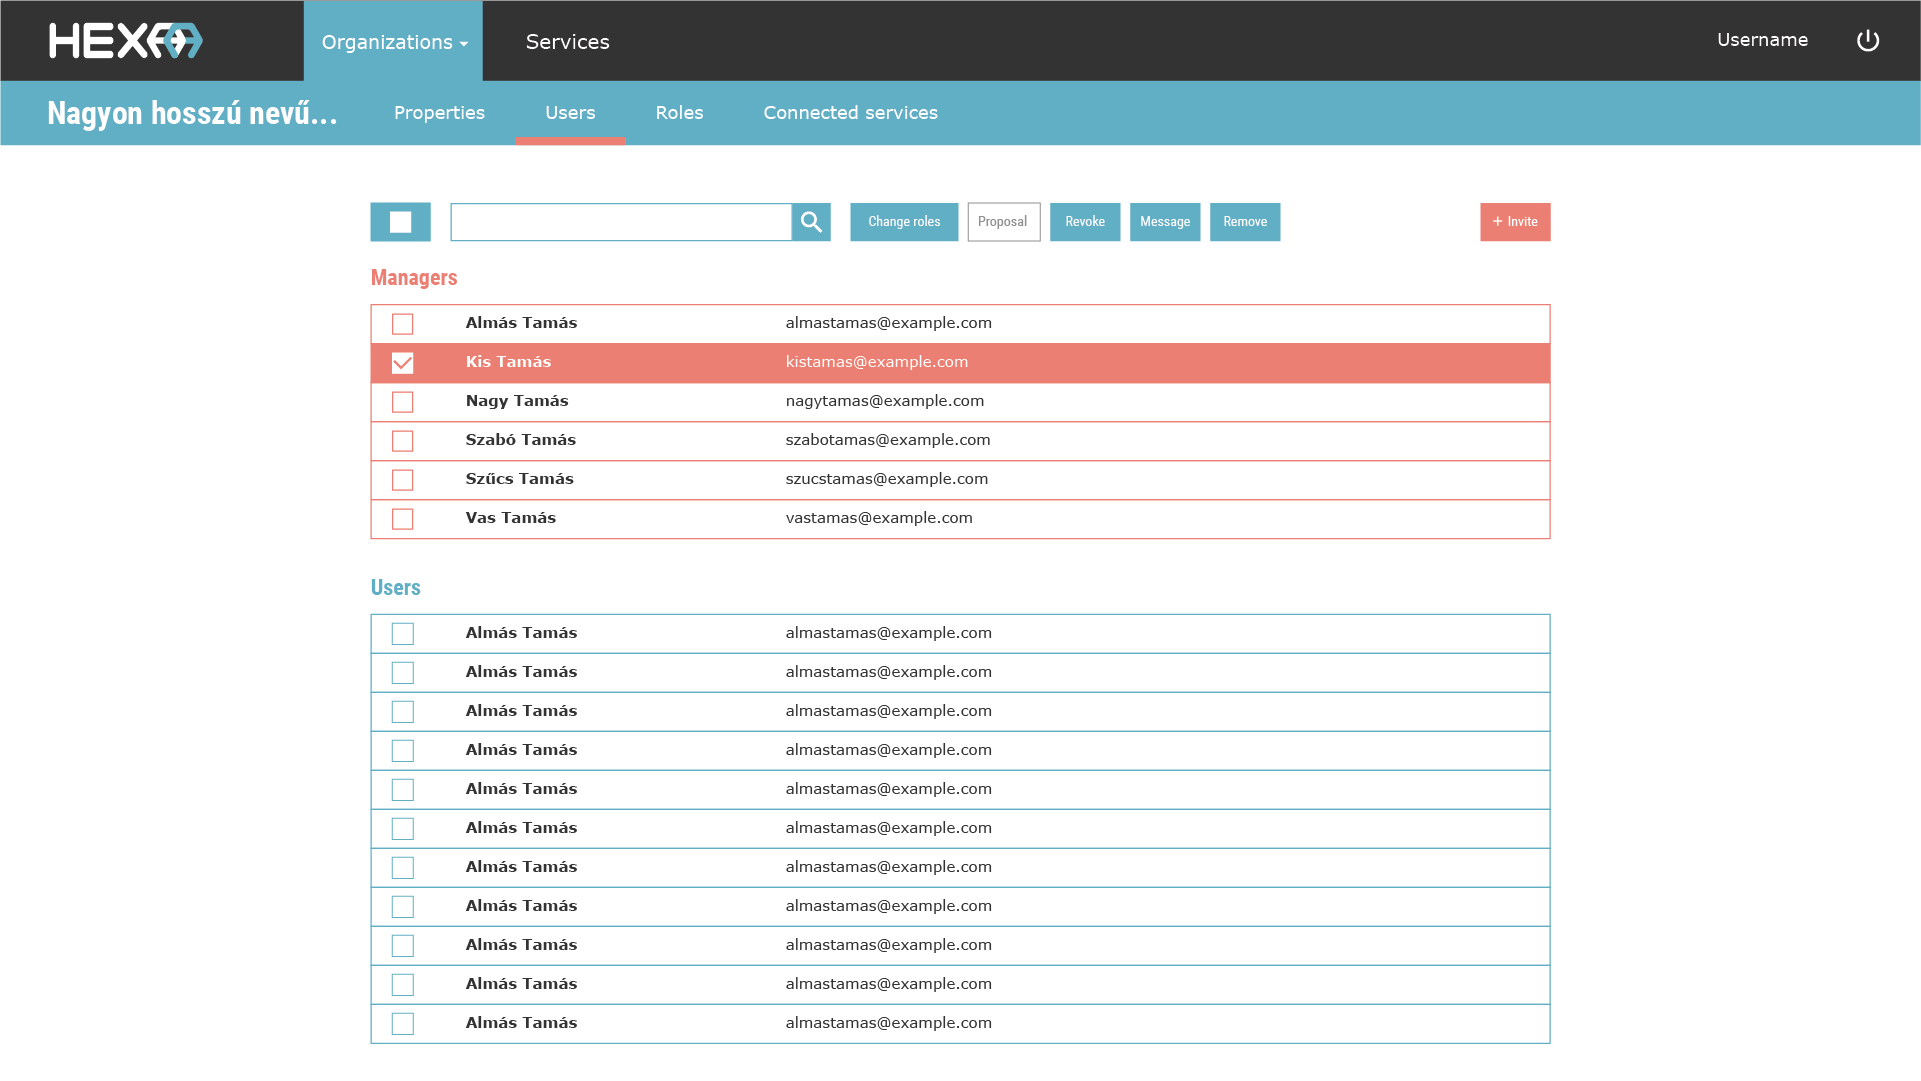 HEXAA
Organizations
Services
Username
Nagyon hosszú nevű...
Properties
Users
Roles
Connected services
Change roles
Proposal
Revoke
Message
Remove
+ Invite
Managers
Almás Tamás almastamas@example.com
Kis Tamás kistamas@example.com
Nagy Tamás nagytamas@example.com
Szabó Tamás szabotamas@example.com
Szűcs Tamás szucstamas@example.com
Vas Tamás vastamas@example.com
Users
Almás Tamás almastamas@example.com
Almás Tamás almastamas@example.com
Almás Tamás almastamas@example.com
Almás Tamás almastamas@example.com
Almás Tamás almastamas@example.com
Almás Tamás almastamas@example.com
Almás Tamás almastamas@example.com
Almás Tamás almastamas@example.com
Almás Tamás almastamas@example.com
Almás Tamás almastamas@example.com
Almás Tamás almastamas@example.com